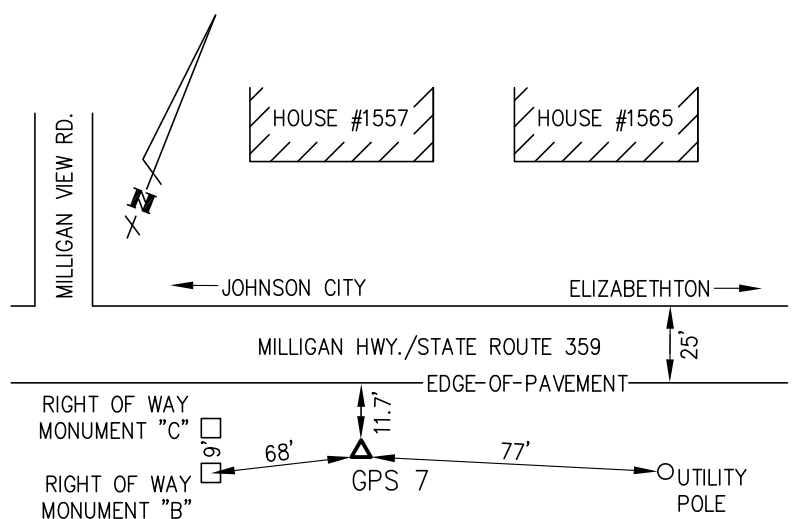 MILLIGAN VIEW RD.
N
HOUSE #1557
HOUSE #1565
JOHNSON CITY
ELIZABETHTON
MILLIGAN HWY./STATE ROUTE 359
25'
EDGE-OF-PAVEMENT
RIGHT OF WAY
MONUMENT "C"
11.7'
9'
68'
77'
GPS 7
RIGHT OF WAY
MONUMENT "B"
UTILITY
POLE